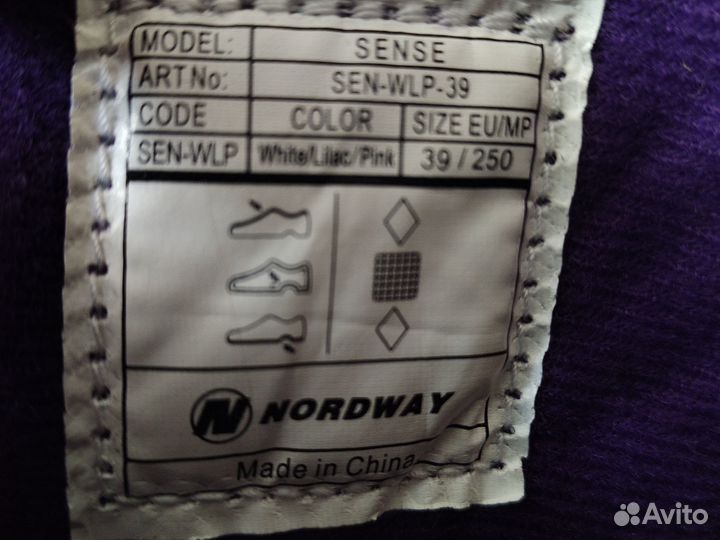 MODEL: SENSE
ART No: SEN-WLP-39
CODE COLOR SIZE EU/MP
SEN-WLP White/Lilac/Pink 39 / 250
N NORDWAY
Made in China
Avito